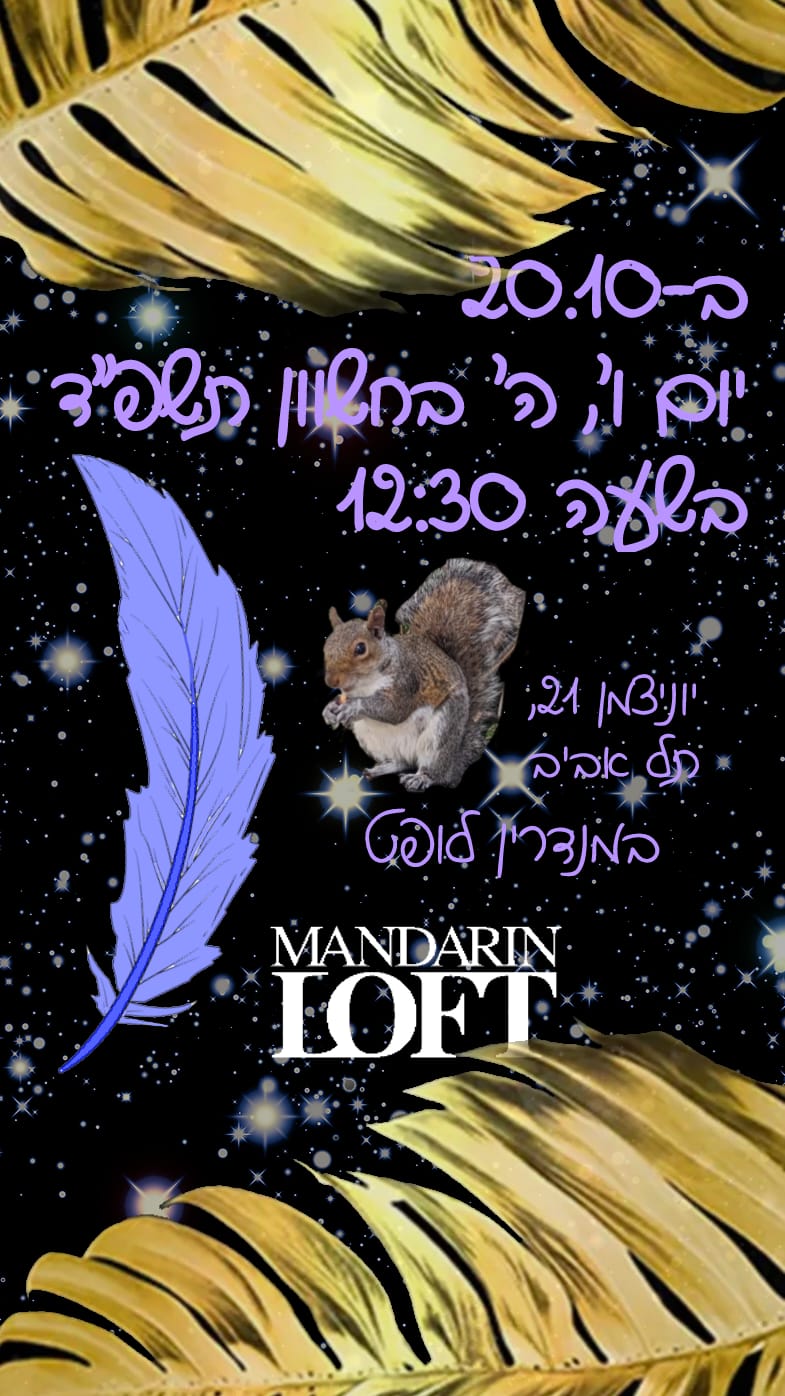 ב-20.10
יום ו', ה' בחשוון תשפ"ד
בשעה 12:30
יוניצמן 21,
תל אביב
במנדרין לופט
MANDARIN
LOFT